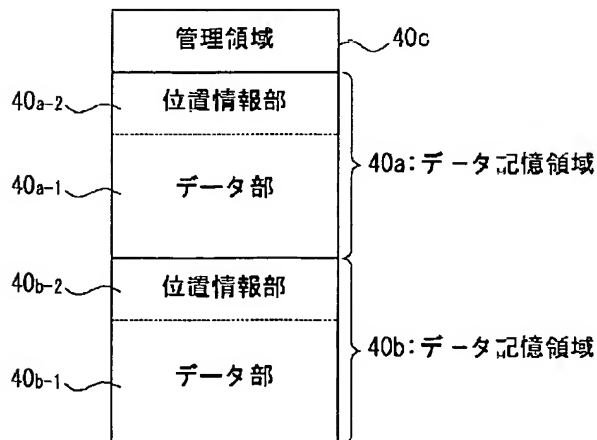 管理領域 40c
40a-2 位置情報部
40a-1 データ部 40a:データ記憶領域
40b-2 位置情報部
40b-1 データ部 40b:データ記憶領域